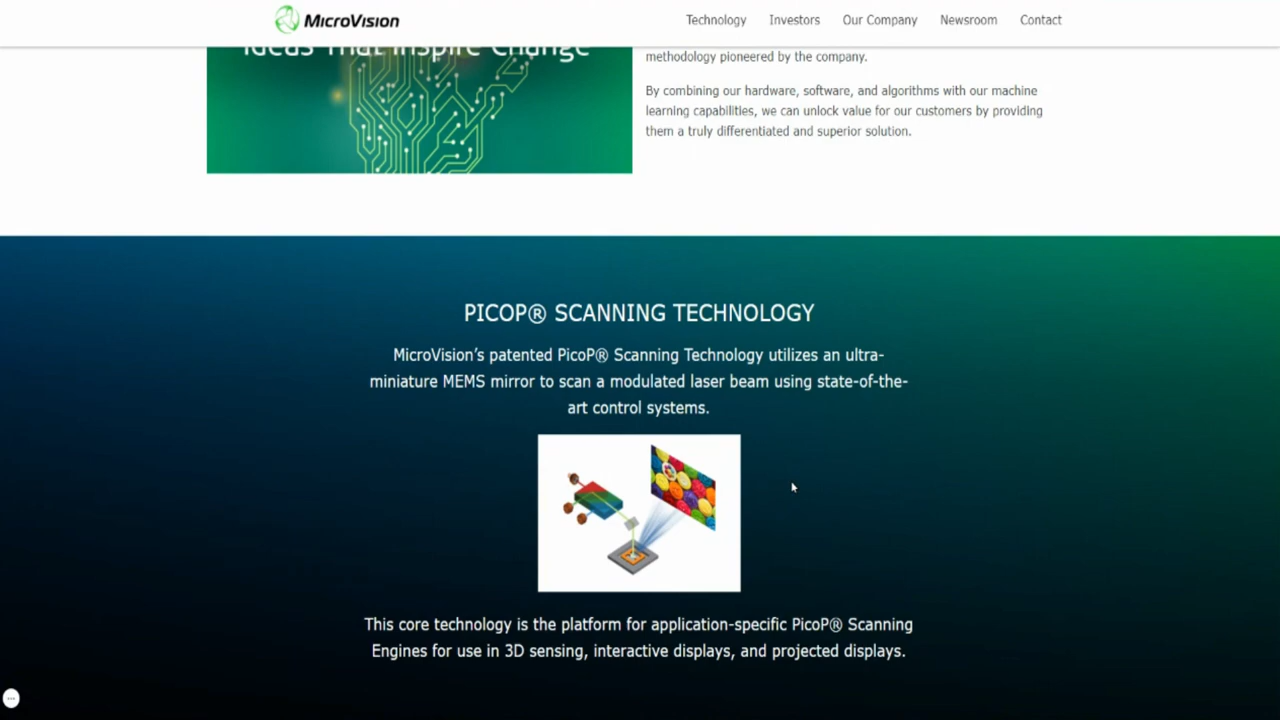 MicroVision
Technology
Investors
Our Company
Newsroom
Contact
Ideas That Inspire Change
methodology pioneered by the company.
By combining our hardware, software, and algorithms with our machine
learning capabilities, we can unlock value for our customers by providing
them a truly differentiated and superior solution.
PICOP® SCANNING TECHNOLOGY
MicroVision’s patented PicoP® Scanning Technology utilizes an ultra-
miniature MEMS mirror to scan a modulated laser beam using state-of-the-
art control systems.
This core technology is the platform for application-specific PicoP® Scanning
Engines for use in 3D sensing, interactive displays, and projected displays.